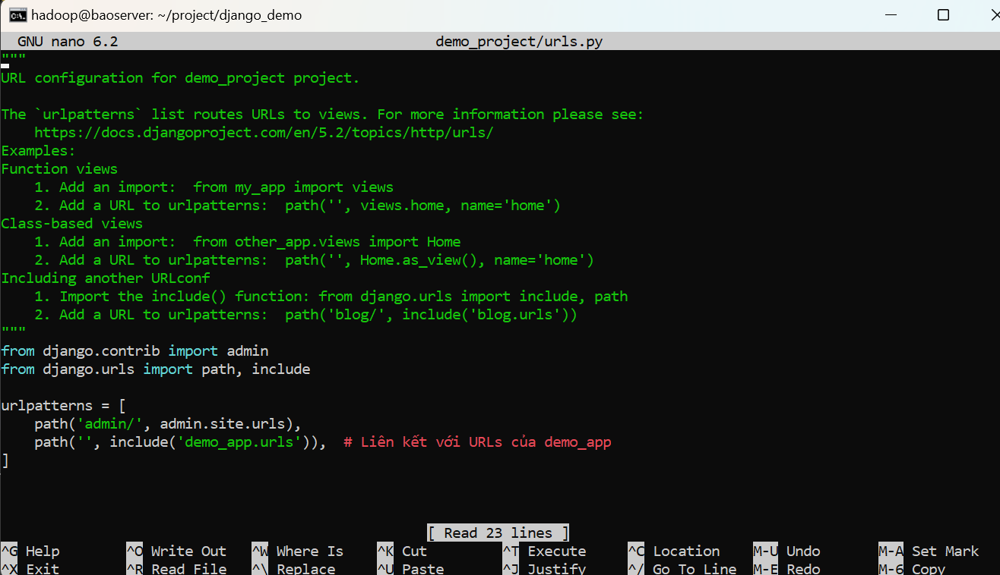 hadoop@baoserver: ~/project/django_demo
GNU nano 6.2 demo_project/urls.py
"""
URL configuration for demo_project project.
The `urlpatterns` list routes URLs to views. For more information please see:
    https://docs.djangoproject.com/en/5.2/topics/http/urls/
Examples:
Function views
    1. Add an import:  from my_app import views
    2. Add a URL to urlpatterns:  path('', views.home, name='home')
Class-based views
    1. Add an import:  from other_app.views import Home
    2. Add a URL to urlpatterns:  path('', Home.as_view(), name='home')
Including another URLconf
    1. Import the include() function: from django.urls import include, path
    2. Add a URL to urlpatterns:  path('blog/', include('blog.urls'))
"""
from django.contrib import admin
from django.urls import path, include
urlpatterns = [
    path('admin/', admin.site.urls),
    path('', include('demo_app.urls')),  # Liên kết với URLs của demo_app
]
[ Read 23 lines ]
^G Help ^O Write Out ^W Where Is ^K Cut ^T Execute ^C Location M-U Undo M-A Set Mark
^X Exit ^R Read File ^\ Replace ^U Paste ^J Justify ^/ Go To Line M-E Redo M-6 Copy